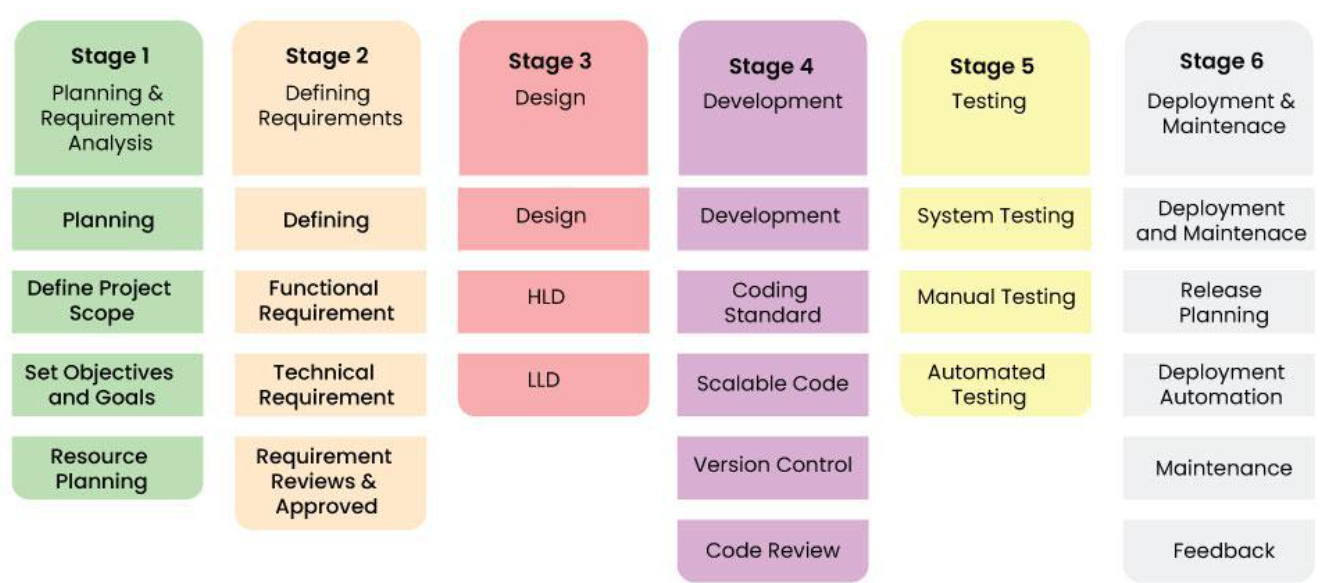 Stage 1
Planning &
Requirement
Analysis
Planning
Define Project
Scope
Set Objectives
and Goals
Resource
Planning
Stage 2
Defining
Requirements
Defining
Functional
Requirement
Technical
Requirement
Requirement
Reviews &
Approved
Stage 3
Design
Design
HLD
LLD
Stage 4
Development
Development
Coding
Standard
Scalable Code
Version Control
Code Review
Stage 5
Testing
System Testing
Manual Testing
Automated
Testing
Stage 6
Deployment &
Maintenace
Deployment
and Maintenace
Release
Planning
Deployment
Automation
Maintenance
Feedback